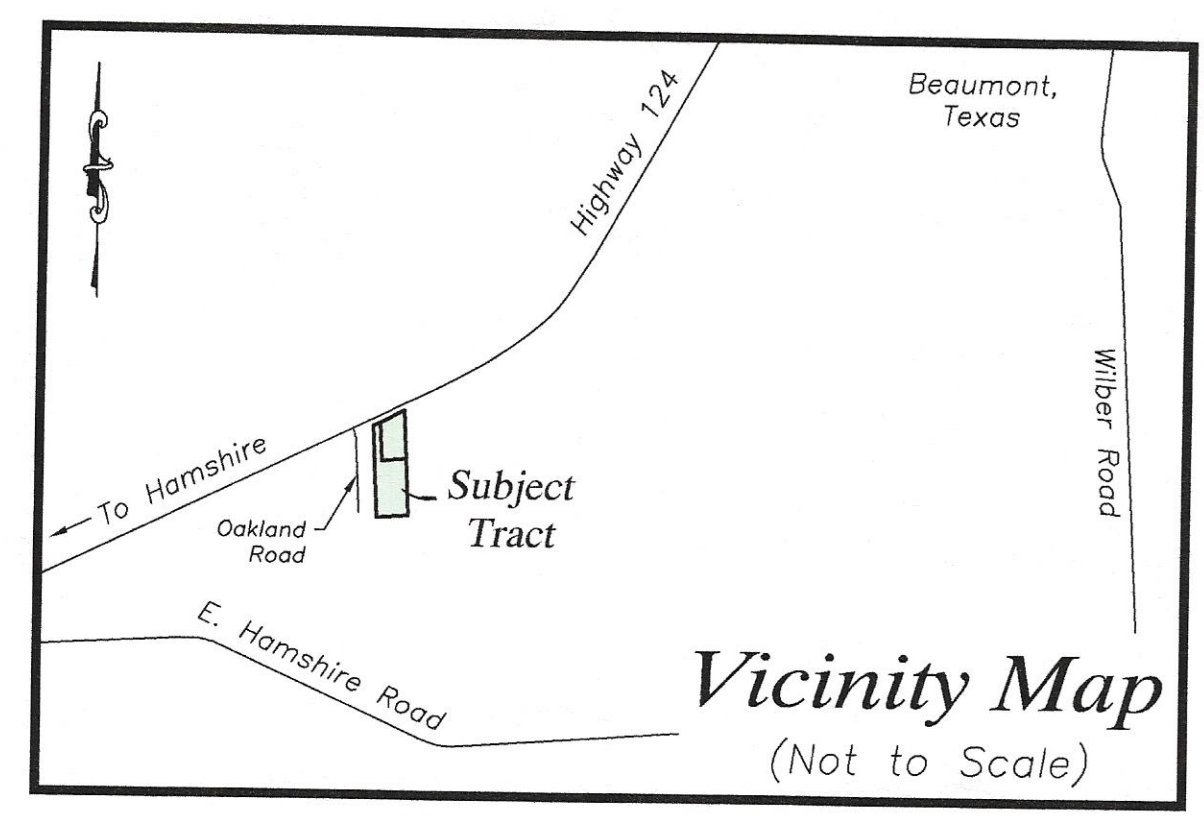 Beaumont,
Texas
Highway 124
Wilber Road
To Hamshire
Oakland
Road
Subject
Tract
E. Hamshire Road
Vicinity Map
(Not to Scale)